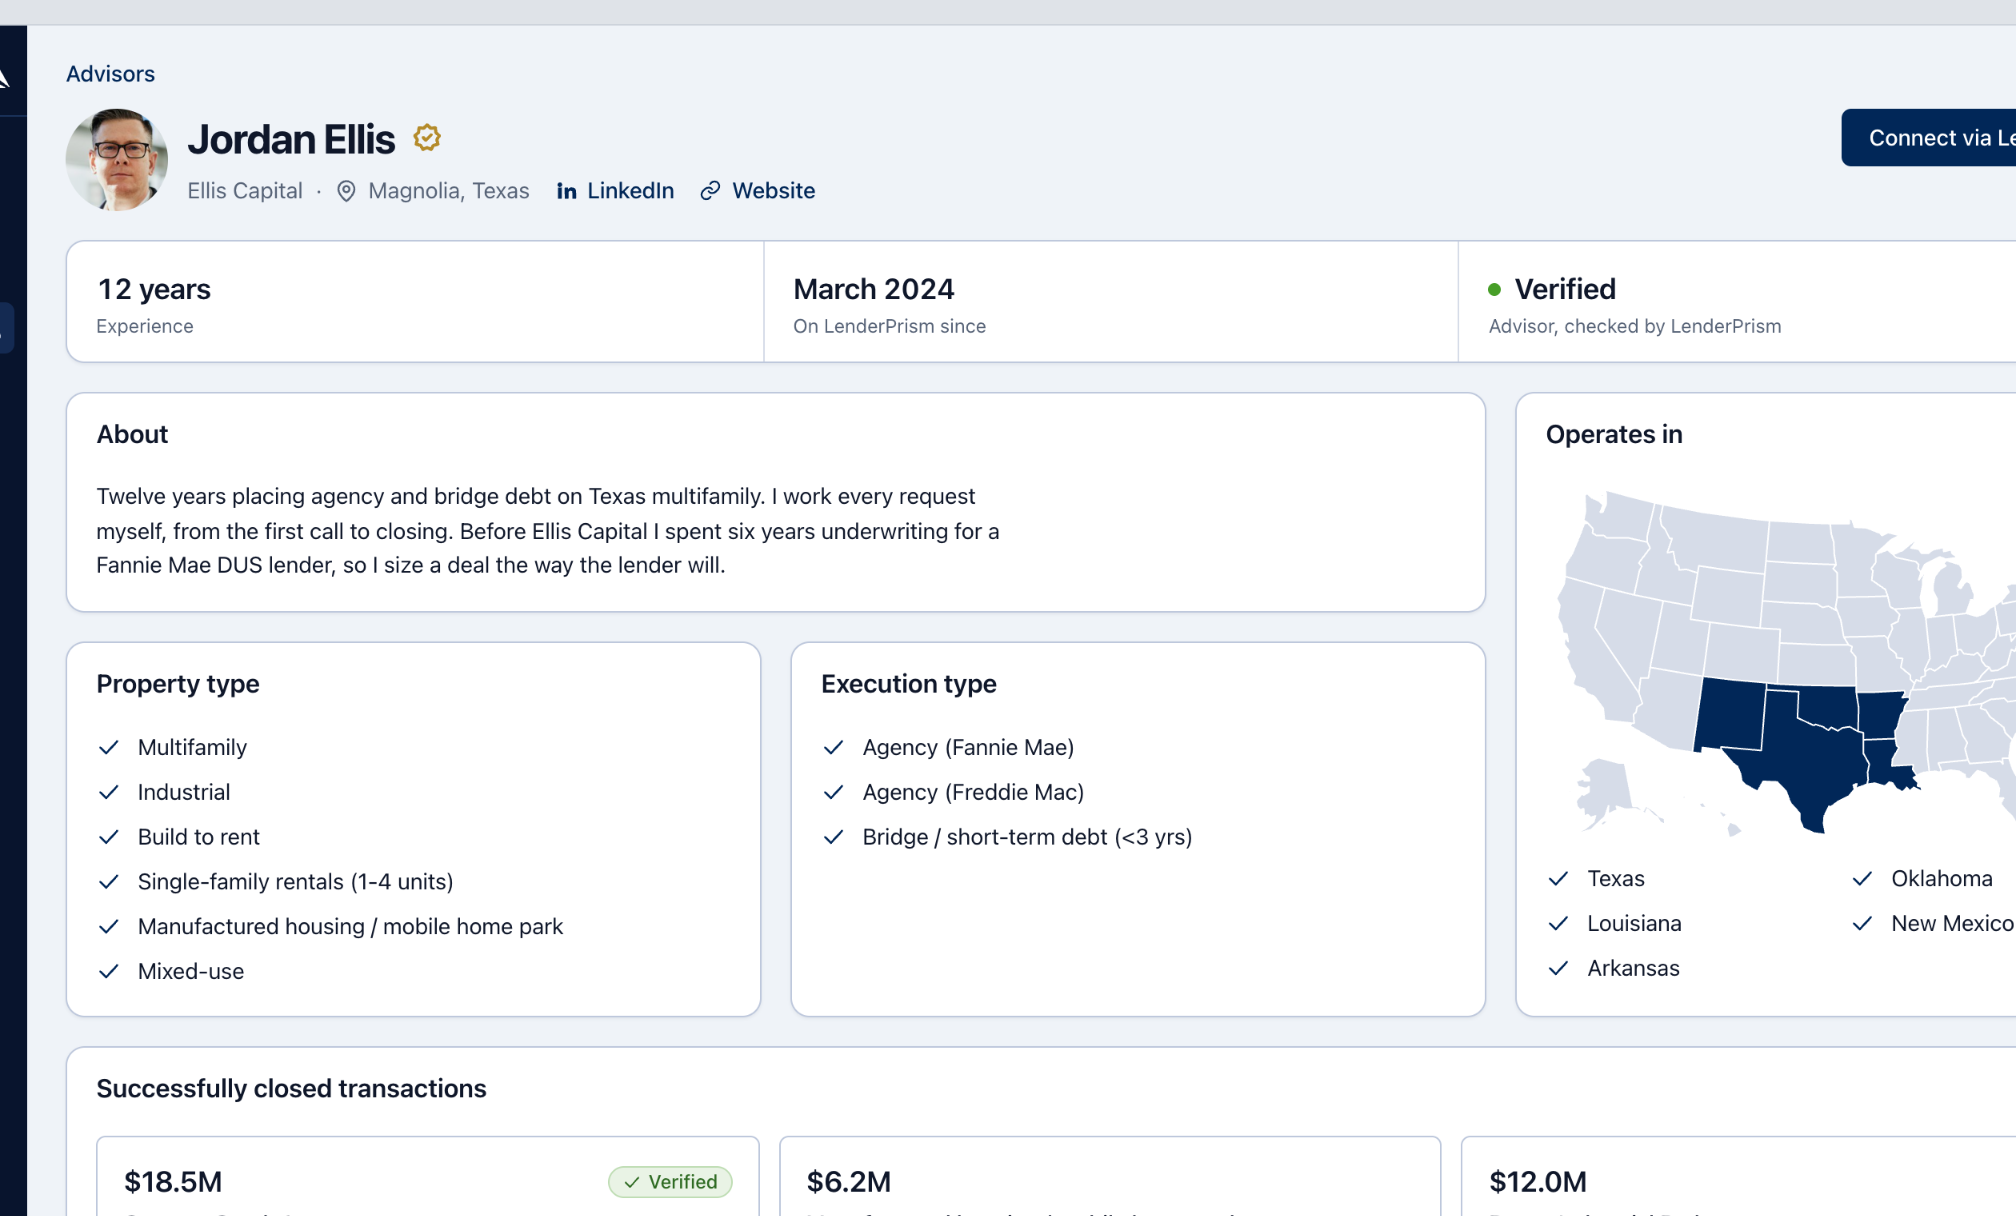 Advisors
Jordan Ellis
Connect via
Ellis Capital · Magnolia, Texas LinkedIn Website
12 years
Experience
March 2024
On LenderPrism since
Verified
Advisor, checked by LenderPrism
About
Twelve years placing agency and bridge debt on Texas multifamily. I work every request
myself, from the first call to closing. Before Ellis Capital I spent six years underwriting for a
Fannie Mae DUS lender, so I size a deal the way the lender will.
Operates in
Texas
Oklahoma
Louisiana
New Mexico
Arkansas
Property type
Multifamily
Industrial
Build to rent
Single-family rentals (1-4 units)
Manufactured housing / mobile home park
Mixed-use
Execution type
Agency (Fannie Mae)
Agency (Freddie Mac)
Bridge / short-term debt (<3 yrs)
Successfully closed transactions
$18.5M
Verified
$6.2M
$12.0M